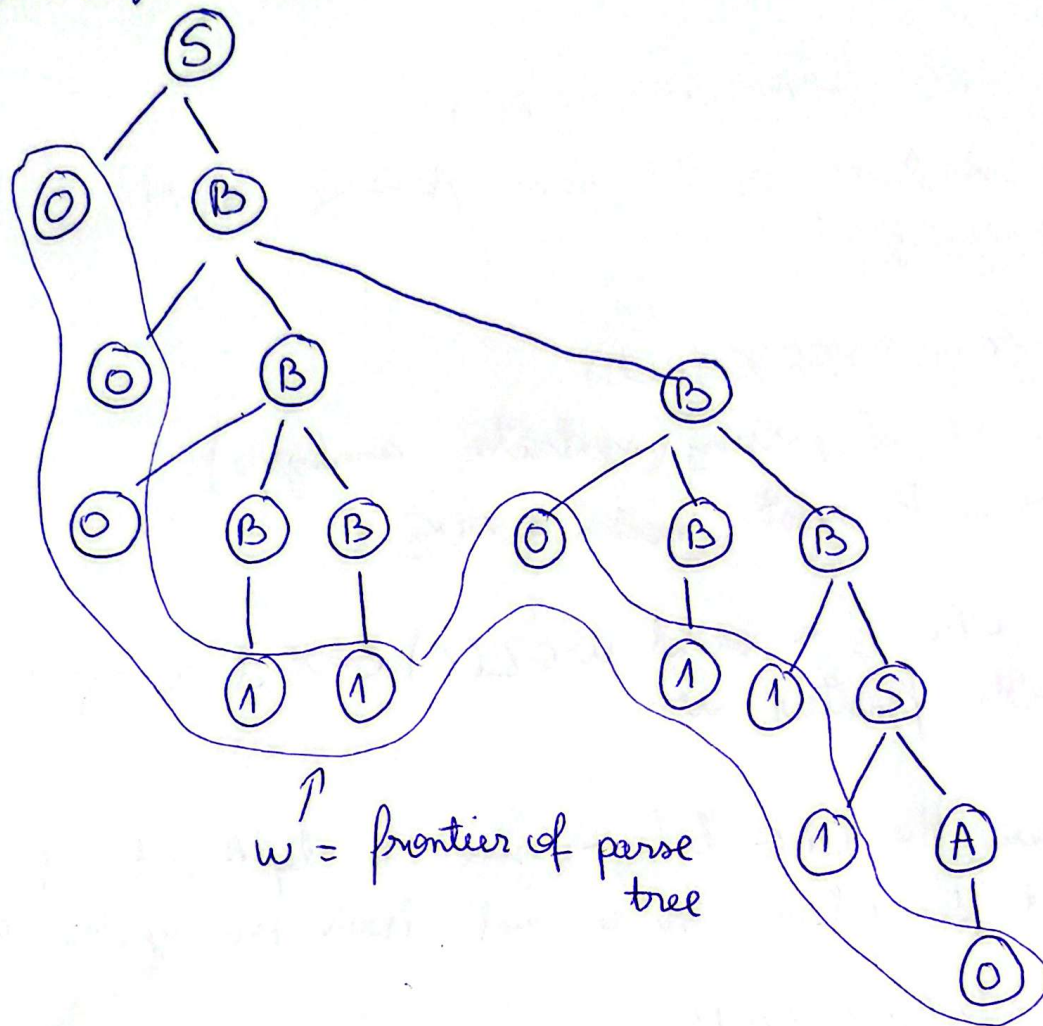 S
0 B
0 B B
0 B B 0 B B
1 1 1 1 S
1 A
0
w = frontier of parse
tree